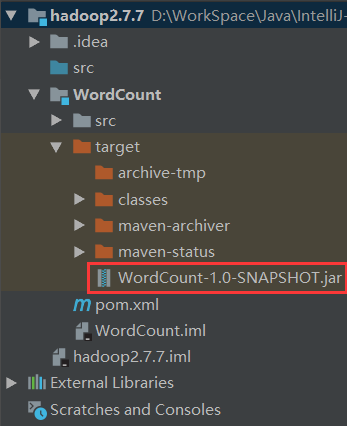 hadoop2.7.7 D:\WorkSpace\Java\IntelliJ-
.idea
src
WordCount
src
target
archive-tmp
classes
maven-archiver
maven-status
WordCount-1.0-SNAPSHOT.jar
m pom.xml
WordCount.iml
hadoop2.7.7.iml
External Libraries
Scratches and Consoles